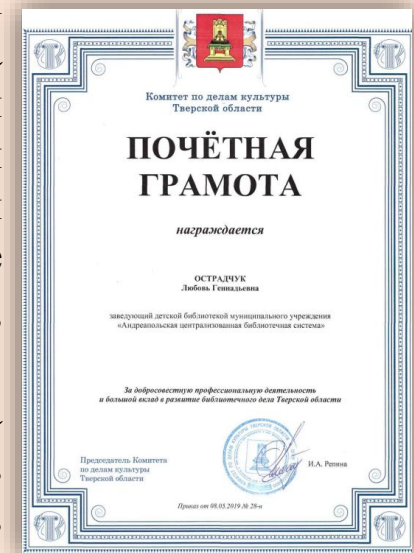 Комитет по делам культуры
Тверской области
ПОЧЁТНАЯ
ГРАМОТА
награждается
ОСТРАДЧУК
Любовь Геннадьевна
заведующий детской библиотекой муниципального учреждения
«Андреапольская централизованная библиотечная система»
За добросовестную профессиональную деятельность
и большой вклад в развитие библиотечного дела Тверской области
Председатель Комитета
по делам культуры
Тверской области
И.А. Репина
Приказ от 08.05.2019 № 28-н